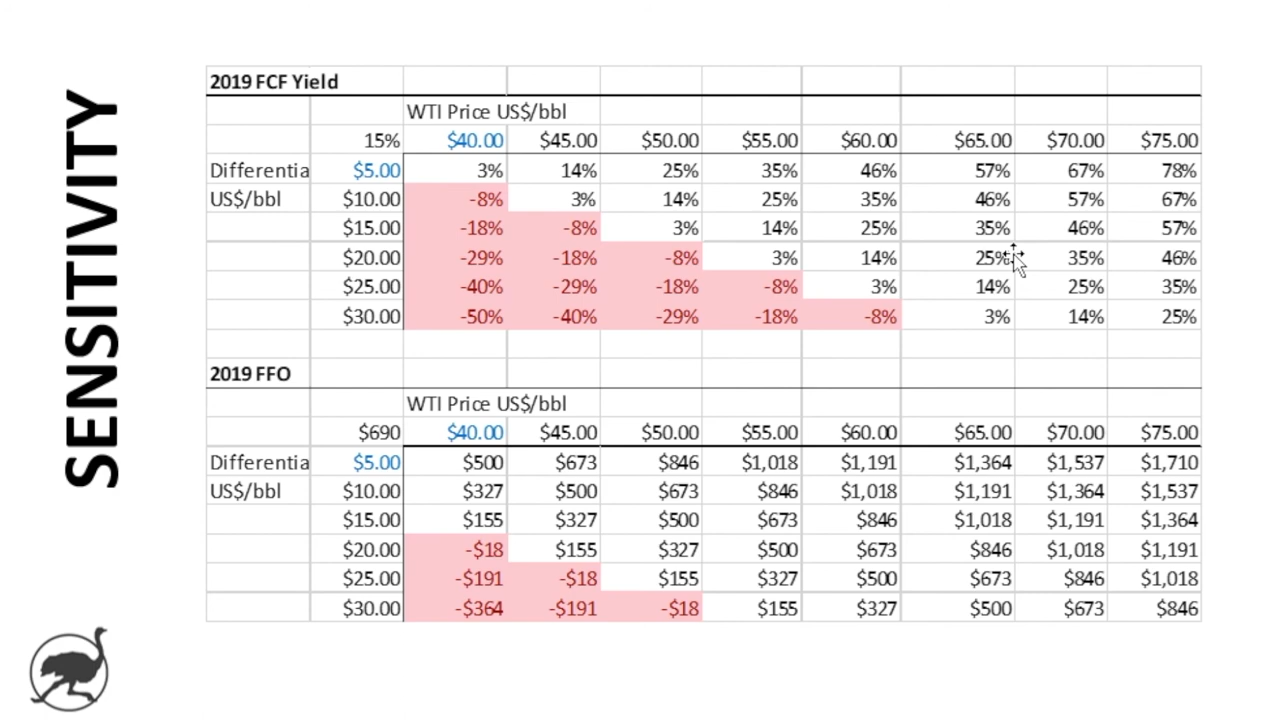 SENSITIVITY
2019 FCF Yield
WTI Price US$/bbl
15% $40.00 $45.00 $50.00 $55.00 $60.00 $65.00 $70.00 $75.00
Differentia $5.00 3% 14% 25% 35% 46% 57% 67% 78%
US$/bbl $10.00 -8% 3% 14% 25% 35% 46% 57% 67%
$15.00 -18% -8% 3% 14% 25% 35% 46% 57%
$20.00 -29% -18% -8% 3% 14% 25% 35% 46%
$25.00 -40% -29% -18% -8% 3% 14% 25% 35%
$30.00 -50% -40% -29% -18% -8% 3% 14% 25%
2019 FFO
WTI Price US$/bbl
$690 $40.00 $45.00 $50.00 $55.00 $60.00 $65.00 $70.00 $75.00
Differentia $5.00 $500 $673 $846 $1,018 $1,191 $1,364 $1,537 $1,710
US$/bbl $10.00 $327 $500 $673 $846 $1,018 $1,191 $1,364 $1,537
$15.00 $155 $327 $500 $673 $846 $1,018 $1,191 $1,364
$20.00 -$18 $155 $327 $500 $673 $846 $1,018 $1,191
$25.00 -$191 -$18 $155 $327 $500 $673 $846 $1,018
$30.00 -$364 -$191 -$18 $155 $327 $500 $673 $846